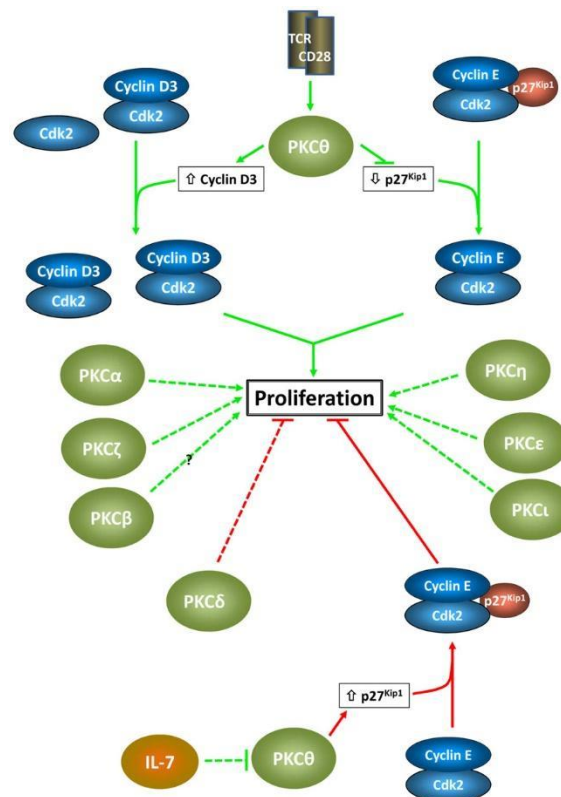 TCR
CD28
Cyclin D3
Cdk2
Cdk2
Cyclin E
Cdk2
p27Kip1
PKCθ
⇧ Cyclin D3
⇩ p27Kip1
Cyclin D3
Cdk2
Cyclin D3
Cdk2
Cyclin E
Cdk2
PKCα
PKCη
Proliferation
PKCζ
PKCε
?
PKCβ
PKCι
PKCδ
Cyclin E
Cdk2
p27Kip1
⇧ p27Kip1
IL-7
PKCθ
Cyclin E
Cdk2